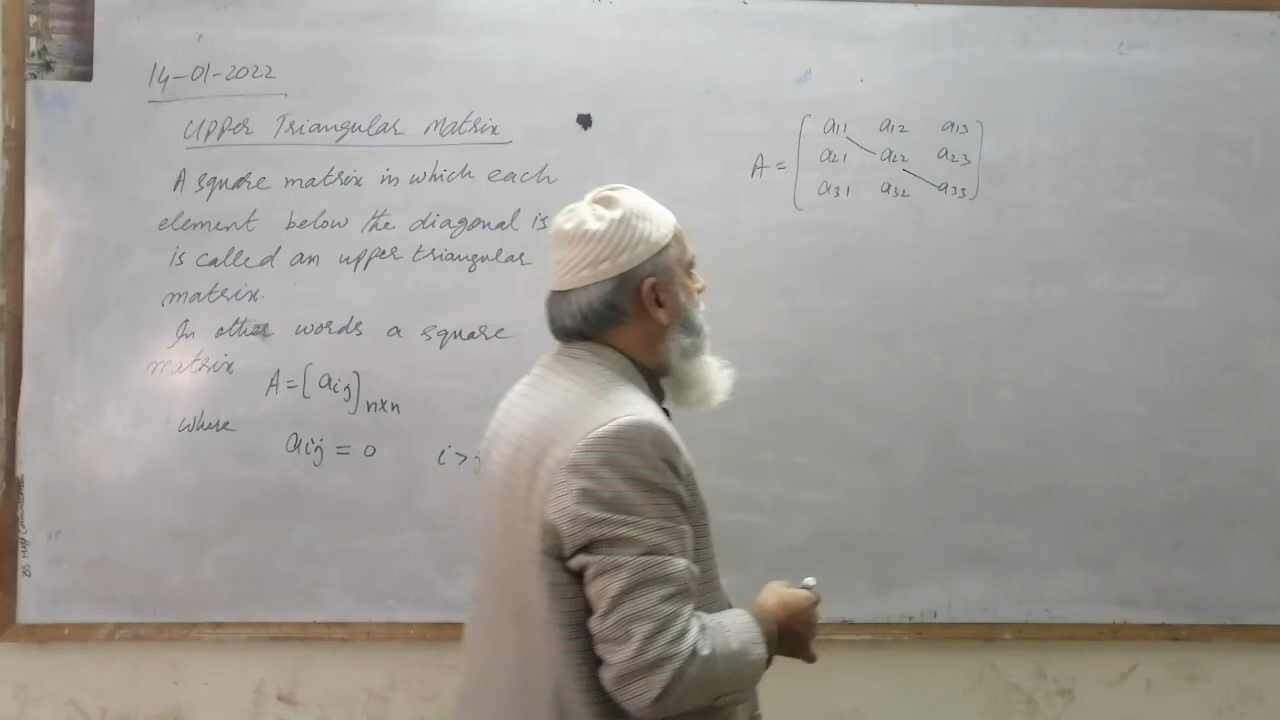 14-01-2022
Upper Triangular Matrix
A square matrix in which each
element below the diagonal is
is called an upper triangular
matrix.
In other words a square
matrix
A = [aij]n×n
where
aij = 0 i >
A = 
a11 a12 a13
a21 a22 a23
a31 a32 a33